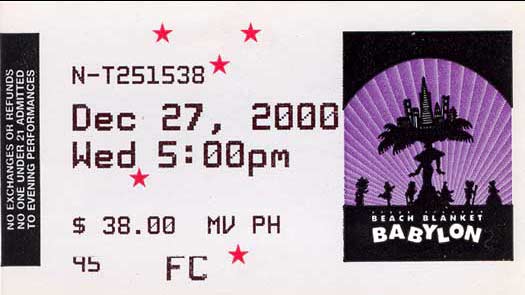 NO EXCHANGES OR REFUNDS
NO ONE UNDER 21 ADMITTED
TO EVENING PERFORMANCES
N-T251538
Dec 27, 2000
Wed 5:00pm
$ 38.00 MV PH
45 FC
BEACH BLANKET
BABYLON